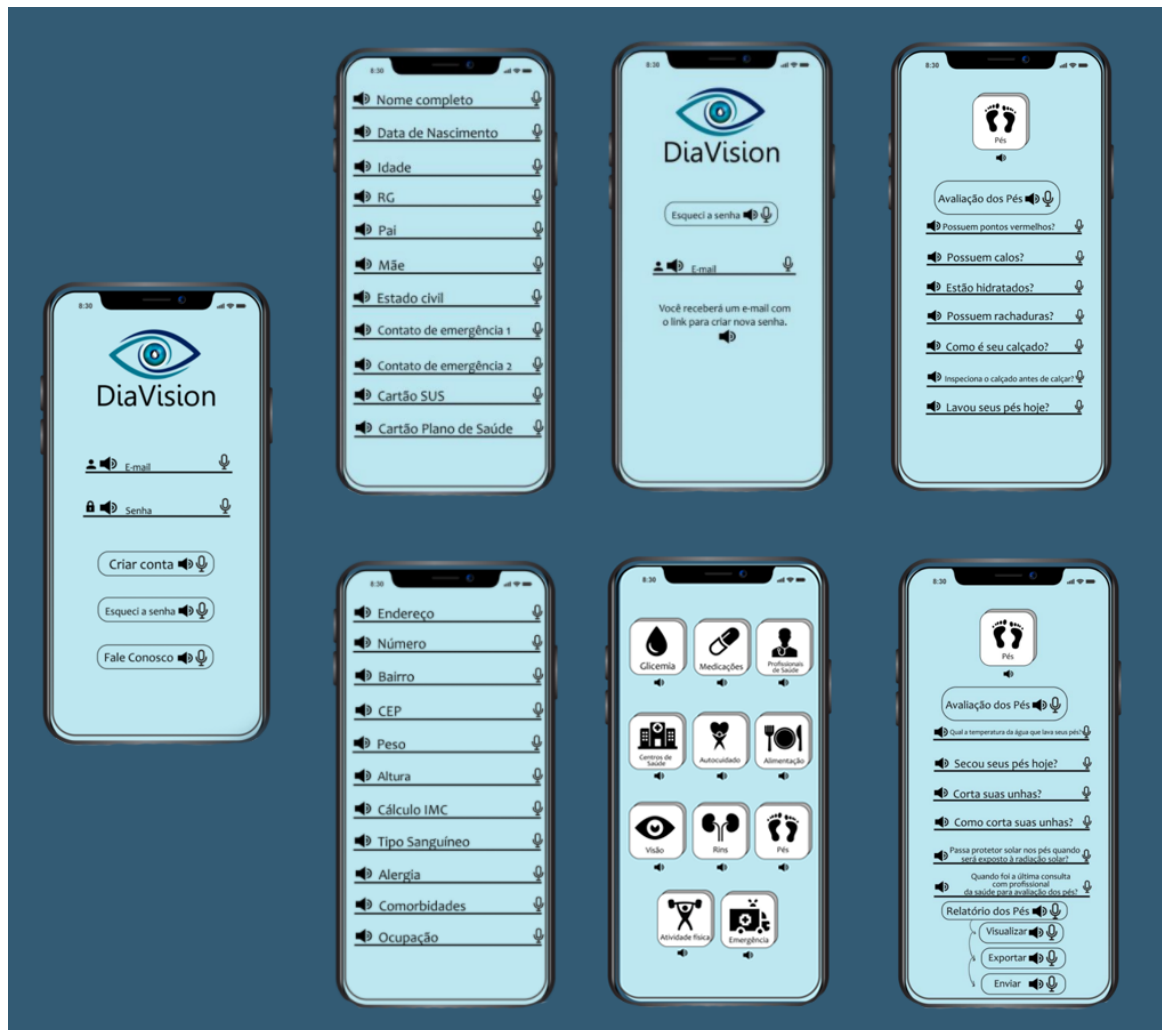 8:30
DiaVision
E-mail
Senha
Criar conta
Esqueci a senha
Fale Conosco
8:30
Nome completo
Data de Nascimento
Idade
RG
Pai
Mãe
Estado civil
Contato de emergência 1
Contato de emergência 2
Cartão SUS
Cartão Plano de Saúde
8:30
DiaVision
Esqueci a senha
E-mail
Você receberá um e-mail com
o link para criar nova senha.
8:30
Pés
Avaliação dos Pés
Possuem pontos vermelhos?
Possuem calos?
Estão hidratados?
Possuem rachaduras?
Como é seu calçado?
Inspeciona o calçado antes de calçar?
Lavou seus pés hoje?
8:30
Endereço
Número
Bairro
CEP
Peso
Altura
Cálculo IMC
Tipo Sanguíneo
Alergia
Comorbidades
Ocupação
8:30
Glicemia
Medicações
Profissionais
de Saúde
Centros de
Saúde
Autocuidado
Alimentação
Visão
Rins
Pés
Atividade física
Emergência
8:30
Pés
Avaliação dos Pés
Qual a temperatura da água que lava seus pés?
Secou seus pés hoje?
Corta suas unhas?
Como corta suas unhas?
Passa protetor solar nos pés quando
será exposto à radiação solar?
Quando foi a última consulta
com profissional
da saúde para avaliação dos pés?
Relatório dos Pés
Visualizar
Exportar
Enviar